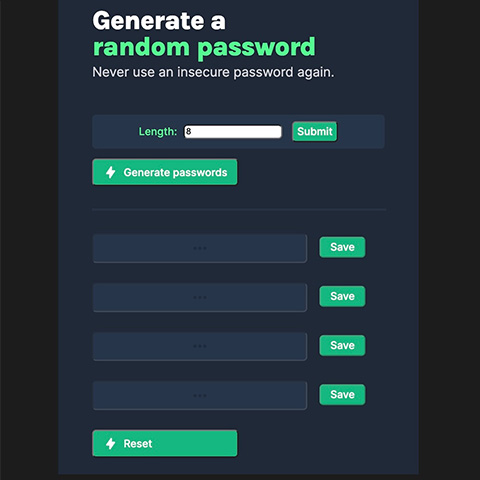 Generate a
random password
Never use an insecure password again.
Length: 8 Submit
Generate passwords
... Save
... Save
... Save
... Save
Reset